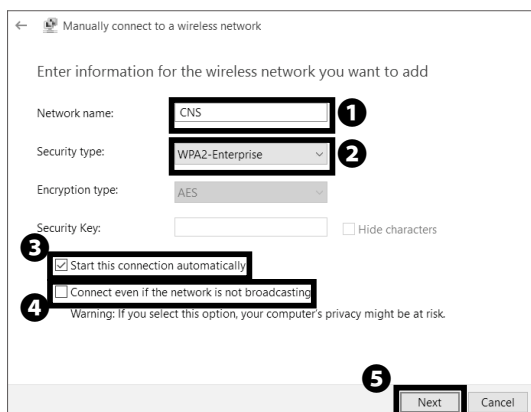 ← Manually connect to a wireless network
Enter information for the wireless network you want to add
Network name: CNS 1
Security type: WPA2-Enterprise 2
Encryption type: AES
Security Key: Hide characters
3
Start this connection automatically
Connect even if the network is not broadcasting
4
Warning: If you select this option, your computer's privacy might be at risk.
5
Next Cancel